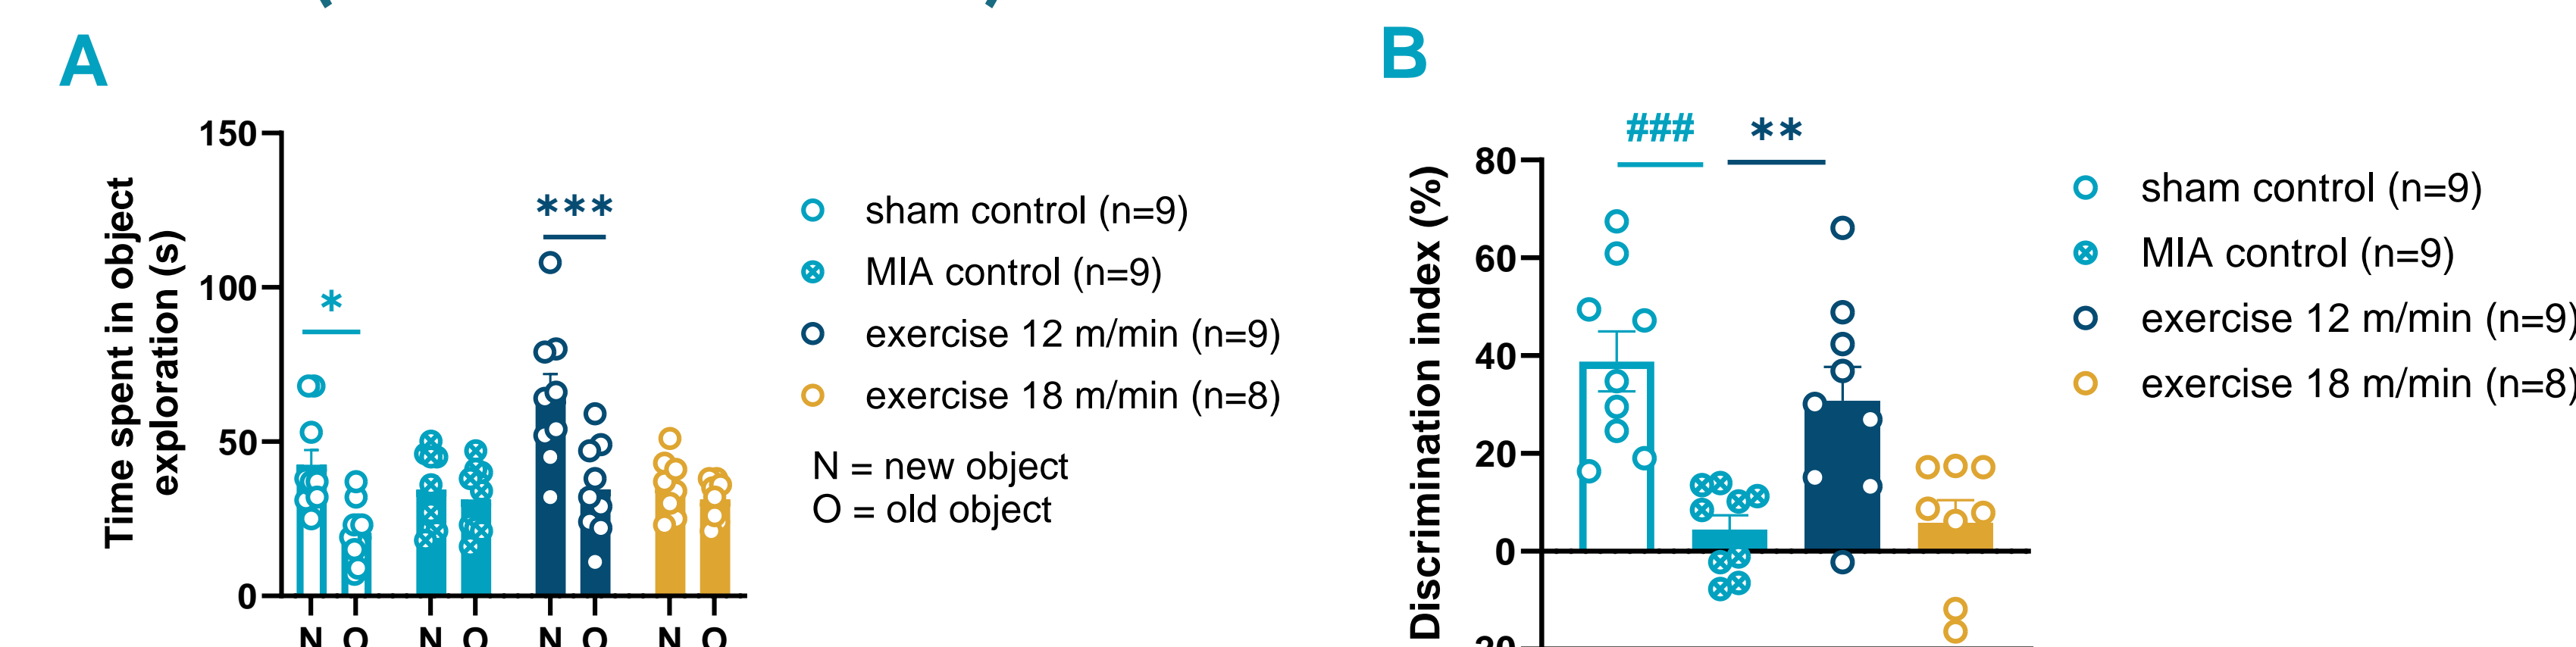 A
150
100
50
0
Time spent in object
exploration (s)
*
***
N O N O N O N O
sham control (n=9)
MIA control (n=9)
exercise 12 m/min (n=9)
exercise 18 m/min (n=8)
N = new object
O = old object
B
###
**
80
60
40
20
0
20
Discrimination index (%)
sham control (n=9)
MIA control (n=9)
exercise 12 m/min (n=9)
exercise 18 m/min (n=8)